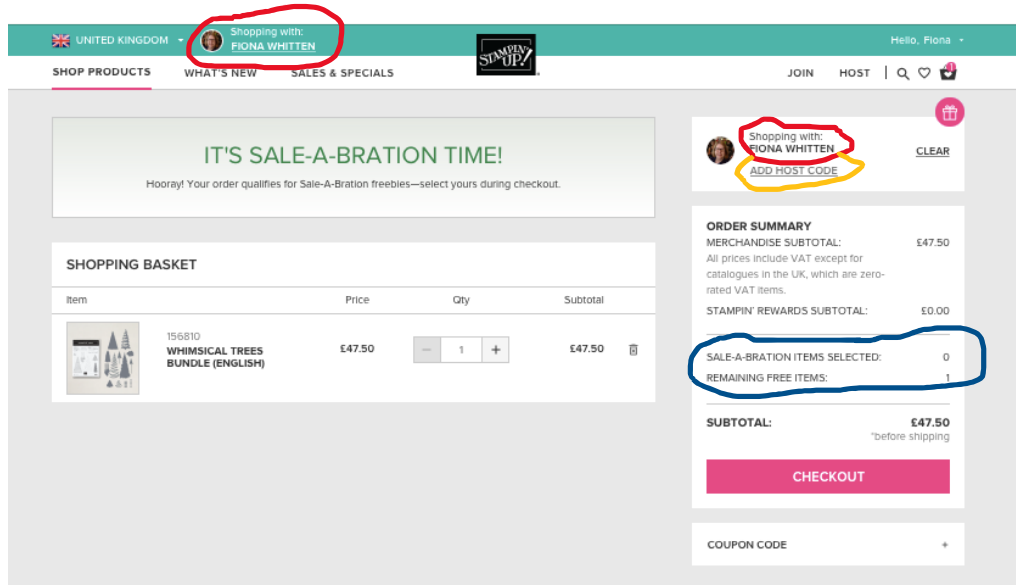 UNITED KINGDOM
Shopping with:
FIONA WHITTEN
STAMPIN' UP!
Hello, Fiona
SHOP PRODUCTS
WHAT'S NEW
SALES & SPECIALS
JOIN
HOST
1
IT'S SALE-A-BRATION TIME!
Hooray! Your order qualifies for Sale-A-Bration freebies—select yours during checkout.
Shopping with:
FIONA WHITTEN
CLEAR
ADD HOST CODE
SHOPPING BASKET
Item Price Qty Subtotal
156810
WHIMSICAL TREES
BUNDLE (ENGLISH)
£47.50 − 1 + £47.50
ORDER SUMMARY
MERCHANDISE SUBTOTAL: £47.50
All prices include VAT except for
catalogues in the UK, which are zero-
rated VAT items.
STAMPIN' REWARDS SUBTOTAL: £0.00
SALE-A-BRATION ITEMS SELECTED: 0
REMAINING FREE ITEMS: 1
SUBTOTAL: £47.50
*before shipping
CHECKOUT
COUPON CODE +